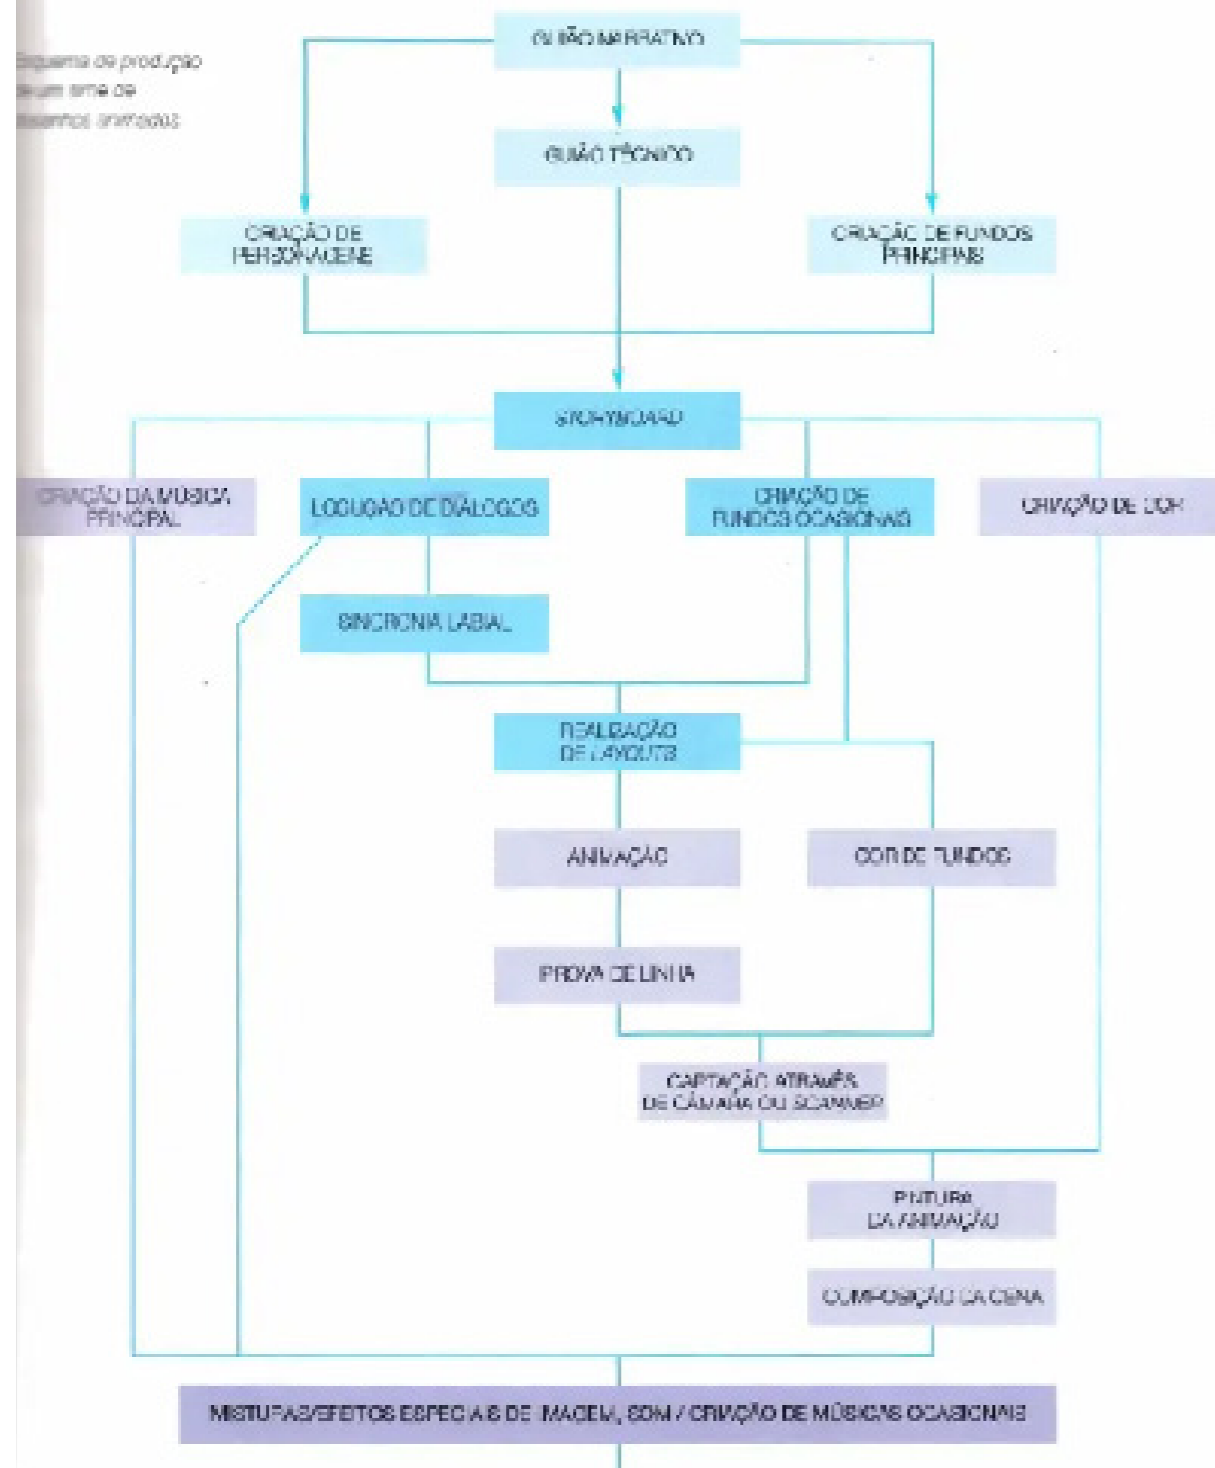 Esquema de produção
de um filme de
desenhos animados
GUIÃO NARRATIVO
GUIÃO TÉCNICO
CRIAÇÃO DE
PERSONAGENS
CRIAÇÃO DE FUNDOS
PRINCIPAIS
STORYBOARD
CRIAÇÃO DA MÚSICA
PRINCIPAL
LOCUÇÃO DE DIÁLOGOS
CRIAÇÃO DE
FUNDOS OCASIONAIS
CRIAÇÃO DE COR
SINCRONIA LABIAL
REALIZAÇÃO
DE LAYOUTS
ANIMAÇÃO
COR DE FUNDOS
PROVA DE LINHA
CAPTAÇÃO ATRAVÉS
DE CÂMARA OU SCANNER
PINTURA
DA ANIMAÇÃO
COMPOSIÇÃO DA CENA
MISTURAS/EFEITOS ESPECIAIS DE IMAGEM, SOM / CRIAÇÃO DE MÚSICAS OCASIONAIS